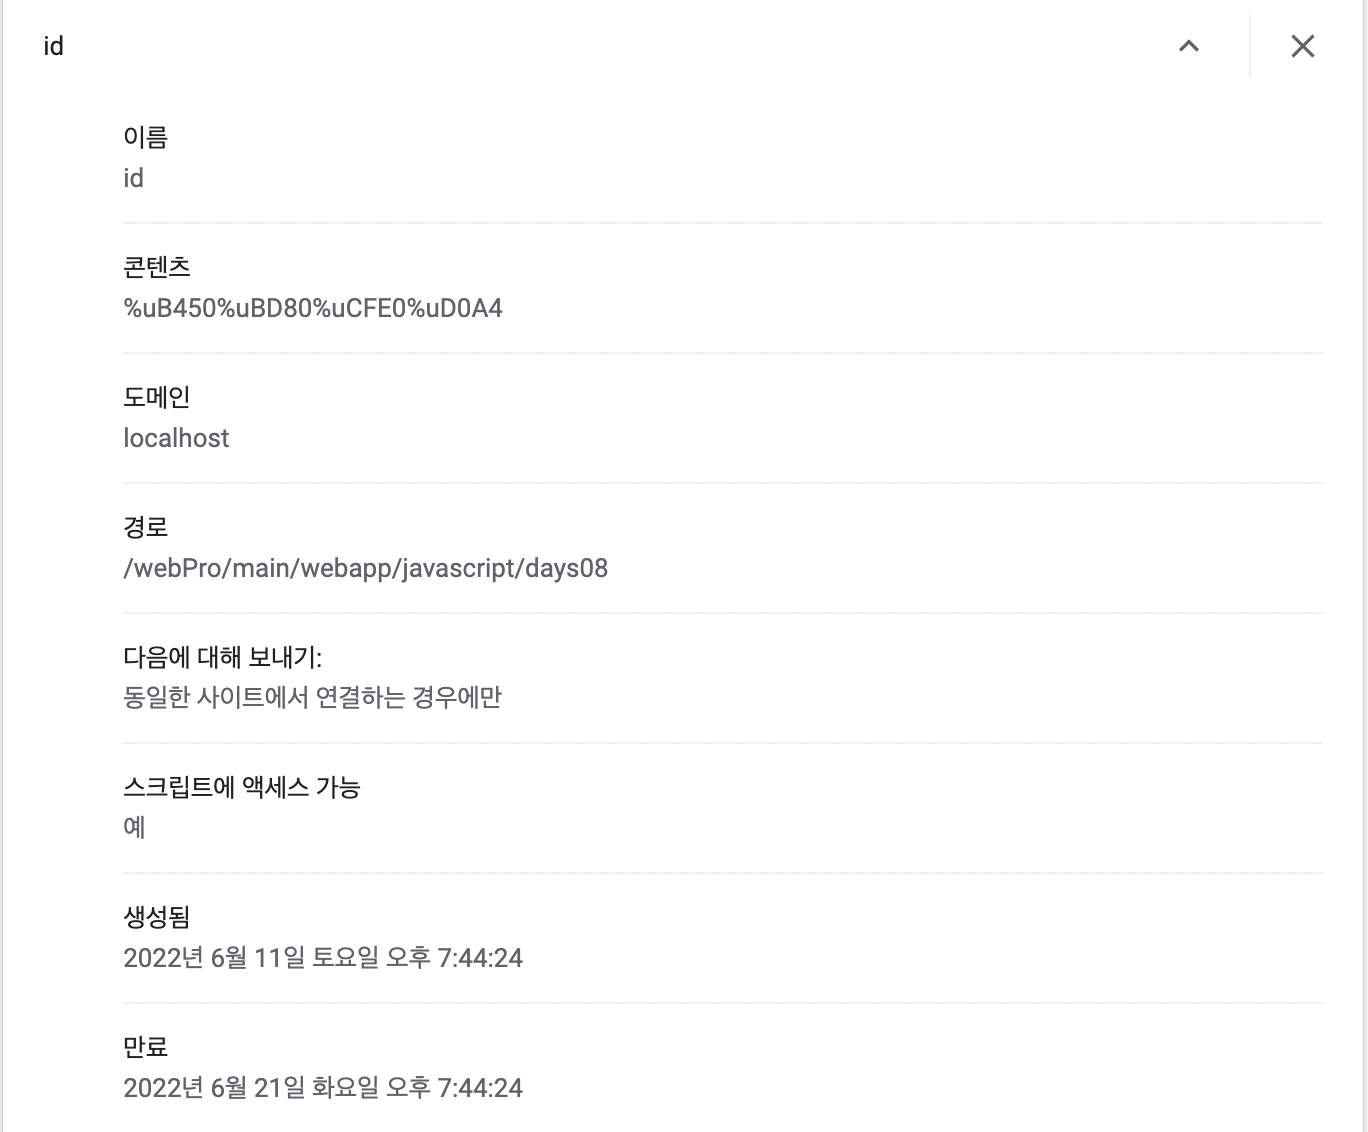 id
이름
id
콘텐츠
%uB450%uBD80%uCFE0%uD0A4
도메인
localhost
경로
/webPro/main/webapp/javascript/days08
다음에 대해 보내기:
동일한 사이트에서 연결하는 경우에만
스크립트에 액세스 가능
예
생성됨
2022년 6월 11일 토요일 오후 7:44:24
만료
2022년 6월 21일 화요일 오후 7:44:24